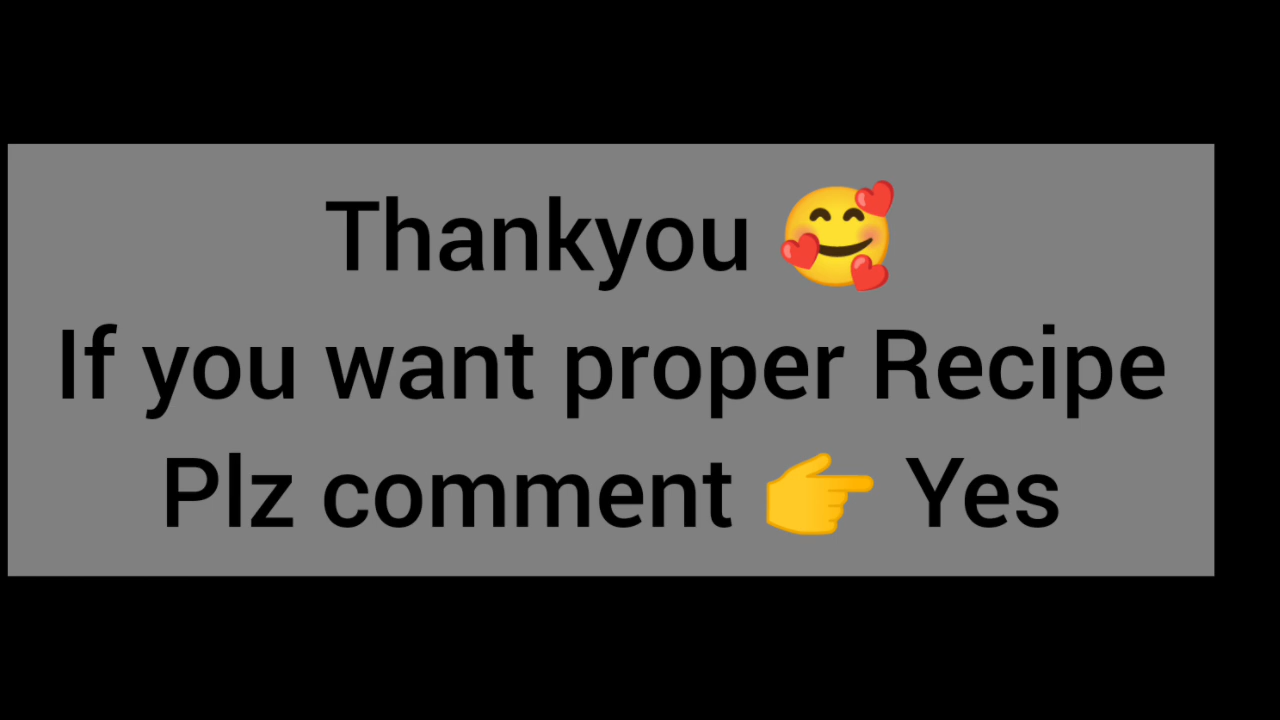 Thankyou 🥰
If you want proper Recipe
Plz comment 👉 Yes